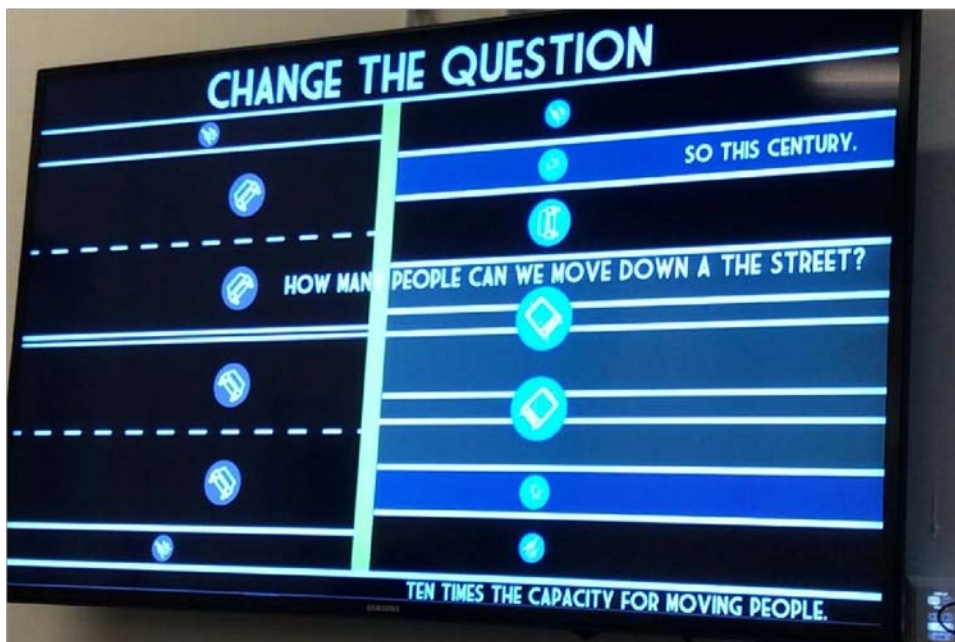 CHANGE THE QUESTION
SO THIS CENTURY.
HOW MANY PEOPLE CAN WE MOVE DOWN A THE STREET?
TEN TIMES THE CAPACITY FOR MOVING PEOPLE.
SAMSUNG